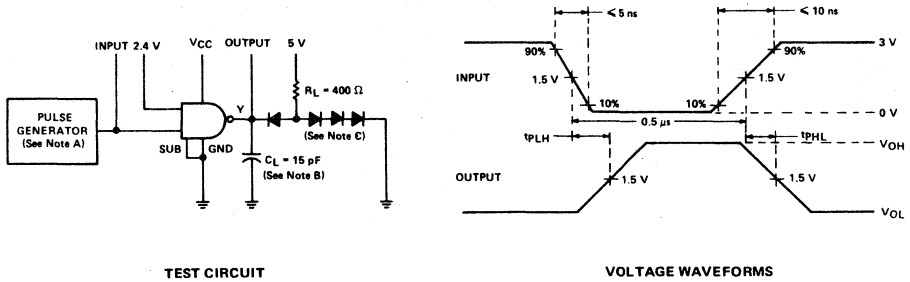 INPUT 2.4 V VCC OUTPUT 5 V
RL = 400 Ω
Y
PULSE
GENERATOR
(See Note A)
(See Note C)
SUB GND
CL = 15 pF
(See Note B)
TEST CIRCUIT
≤ 5 ns
≤ 10 ns
3 V
90%
90%
INPUT
1.5 V
1.5 V
10%
10%
0 V
0.5 μs
tPLH
tPHL
VOH
OUTPUT
1.5 V
1.5 V
VOL
VOLTAGE WAVEFORMS